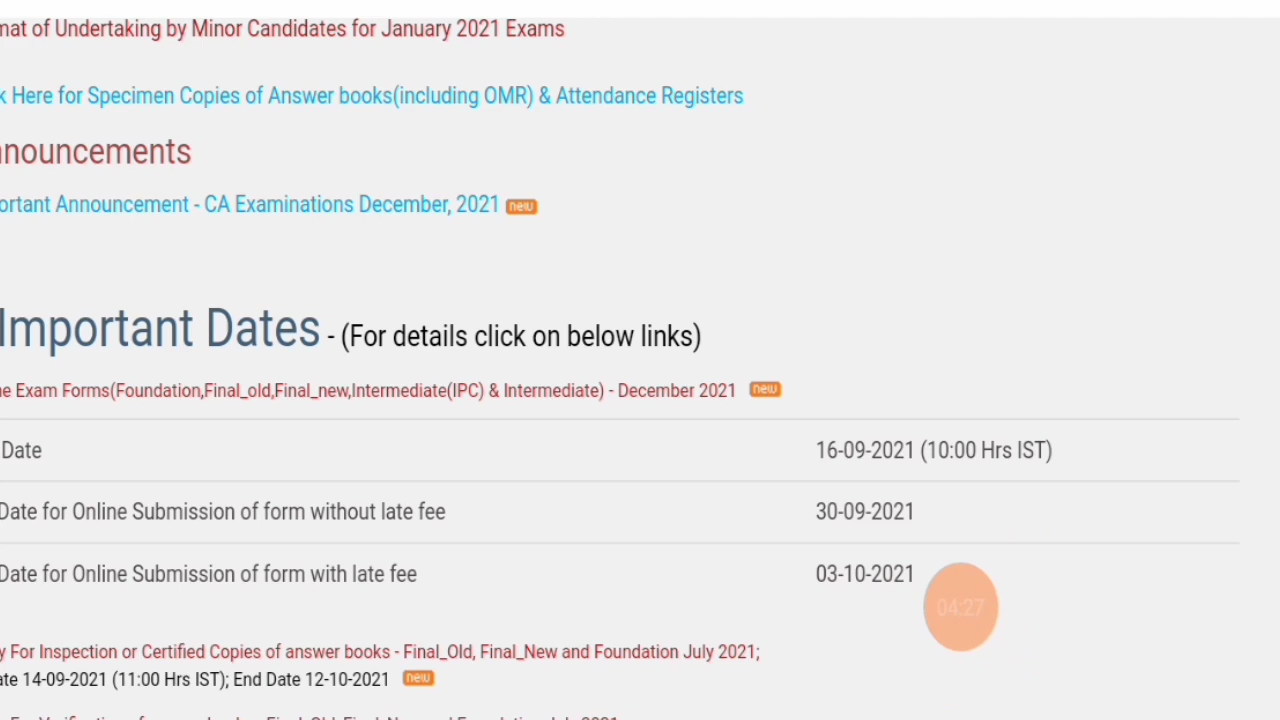 mat of Undertaking by Minor Candidates for January 2021 Exams
k Here for Specimen Copies of Answer books(including OMR) & Attendance Registers
nnouncements
ortant Announcement - CA Examinations December, 2021 new
Important Dates - (For details click on below links)
ne Exam Forms(Foundation,Final_old,Final_new,Intermediate(IPC) & Intermediate) - December 2021 new
Date 16-09-2021 (10:00 Hrs IST)
Date for Online Submission of form without late fee 30-09-2021
Date for Online Submission of form with late fee 03-10-2021
04:27
y For Inspection or Certified Copies of answer books - Final_Old, Final_New and Foundation July 2021;
ate 14-09-2021 (11:00 Hrs IST); End Date 12-10-2021 new